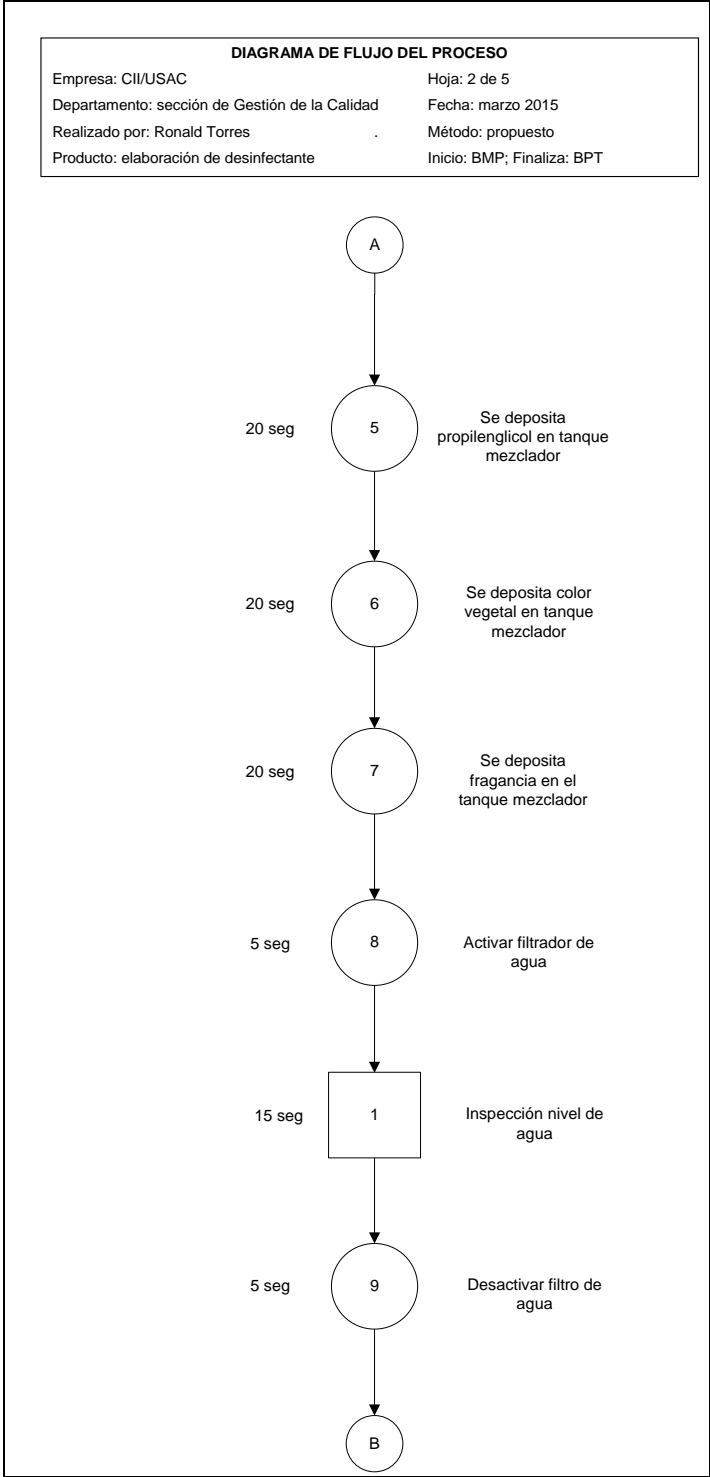 DIAGRAMA DE FLUJO DEL PROCESO
Empresa: CII/USAC Hoja: 2 de 5
Departamento: sección de Gestión de la Calidad Fecha: marzo 2015
Realizado por: Ronald Torres . Método: propuesto
Producto: elaboración de desinfectante Inicio: BMP; Finaliza: BPT
A
20 seg
5
Se deposita
propilenglicol en tanque
mezclador
20 seg
6
Se deposita color
vegetal en tanque
mezclador
20 seg
7
Se deposita
fragancia en el
tanque mezclador
5 seg
8
Activar filtrador de
agua
15 seg
1
Inspección nivel de
agua
5 seg
9
Desactivar filtro de
agua
B